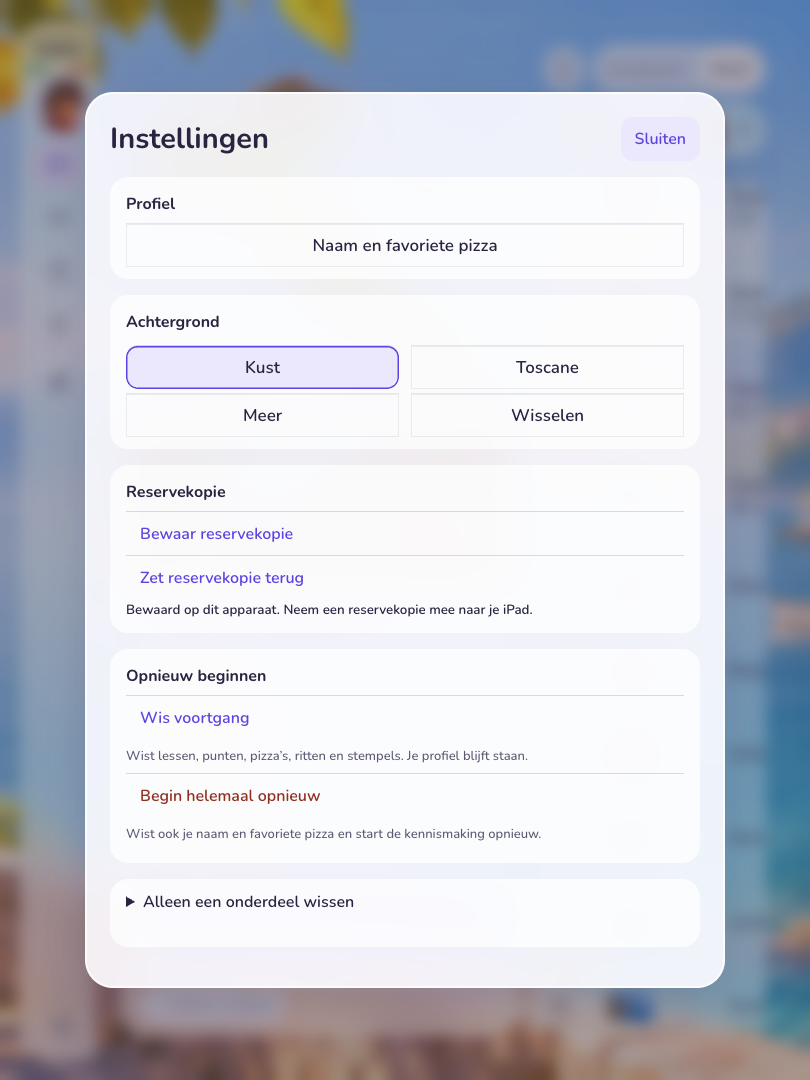 Instellingen
Sluiten
Profiel
Naam en favoriete pizza
Achtergrond
Kust
Toscane
Meer
Wisselen
Reservekopie
Bewaar reservekopie
Zet reservekopie terug
Bewaard op dit apparaat. Neem een reservekopie mee naar je iPad.
Opnieuw beginnen
Wis voortgang
Wist lessen, punten, pizza’s, ritten en stempels. Je profiel blijft staan.
Begin helemaal opnieuw
Wist ook je naam en favoriete pizza en start de kennismaking opnieuw.
Alleen een onderdeel wissen